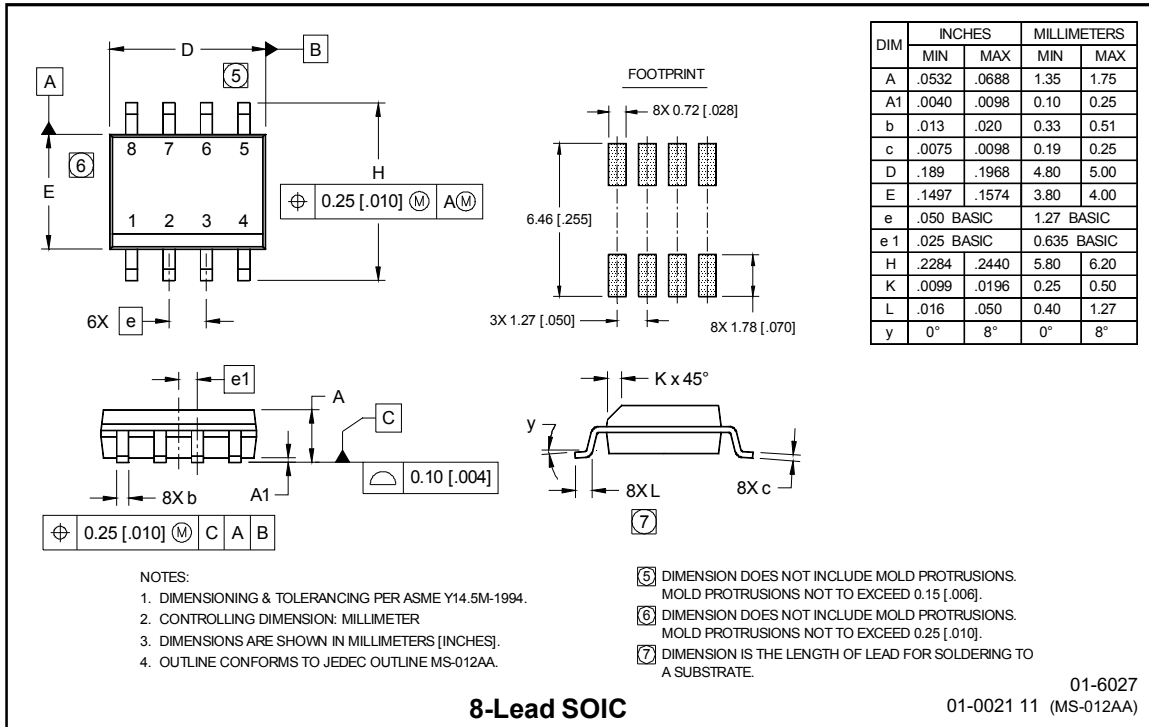 D
B
5
A
8 7 6 5
6
E
H
0.25 [.010] M A M
1 2 3 4
6X e
FOOTPRINT
8X 0.72 [.028]
6.46 [.255]
3X 1.27 [.050]
8X 1.78 [.070]
DIM INCHES MILLIMETERS
MIN MAX MIN MAX
A .0532 .0688 1.35 1.75
A1 .0040 .0098 0.10 0.25
b .013 .020 0.33 0.51
c .0075 .0098 0.19 0.25
D .189 .1968 4.80 5.00
E .1497 .1574 3.80 4.00
e .050 BASIC 1.27 BASIC
e 1 .025 BASIC 0.635 BASIC
H .2284 .2440 5.80 6.20
K .0099 .0196 0.25 0.50
L .016 .050 0.40 1.27
y 0° 8° 0° 8°
e1
A
C
0.10 [.004]
8X b
A1
0.25 [.010] M C A B
K x 45°
y
8X L
8X c
7
NOTES:
1. DIMENSIONING & TOLERANCING PER ASME Y14.5M-1994.
2. CONTROLLING DIMENSION: MILLIMETER
3. DIMENSIONS ARE SHOWN IN MILLIMETERS [INCHES].
4. OUTLINE CONFORMS TO JEDEC OUTLINE MS-012AA.
5 DIMENSION DOES NOT INCLUDE MOLD PROTRUSIONS.
MOLD PROTRUSIONS NOT TO EXCEED 0.15 [.006].
6 DIMENSION DOES NOT INCLUDE MOLD PROTRUSIONS.
MOLD PROTRUSIONS NOT TO EXCEED 0.25 [.010].
7 DIMENSION IS THE LENGTH OF LEAD FOR SOLDERING TO
A SUBSTRATE.
8-Lead SOIC
01-6027
01-0021 11 (MS-012AA)